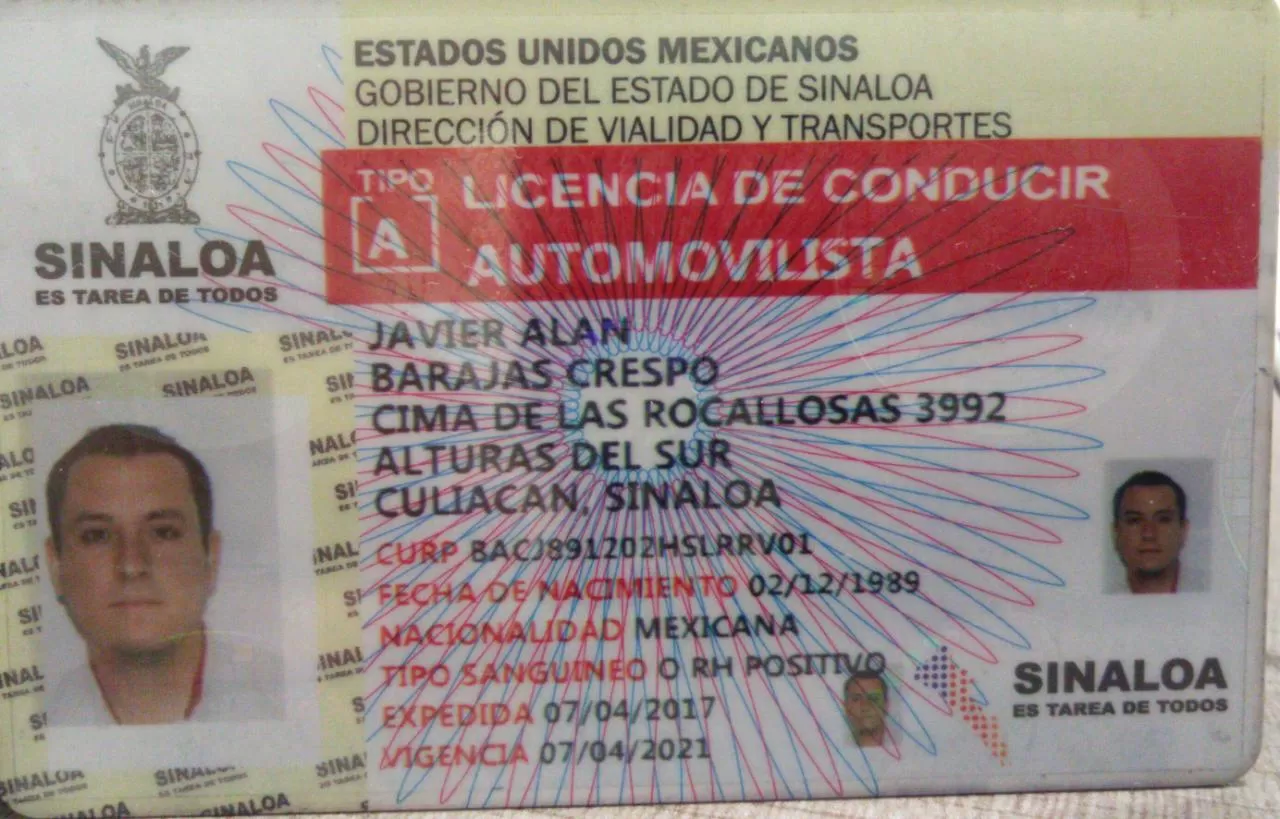 ESTADOS UNIDOS MEXICANOS
GOBIERNO DEL ESTADO DE SINALOA
DIRECCIÓN DE VIALIDAD Y TRANSPORTES
TIPO
A
LICENCIA DE CONDUCIR
AUTOMOVILISTA
SINALOA
ES TAREA DE TODOS
JAVIER ALAN
BARAJAS CRESPO
CIMA DE LAS ROCALLOSAS 3992
ALTURAS DEL SUR
CULIACAN, SINALOA
CURP BACJ891202HSLRRV01
FECHA DE NACIMIENTO 02/12/1989
NACIONALIDAD MEXICANA
TIPO SANGUINEO O RH POSITIVO
EXPEDIDA 07/04/2017
VIGENCIA 07/04/2021
SINALOA
ES TAREA DE TODOS